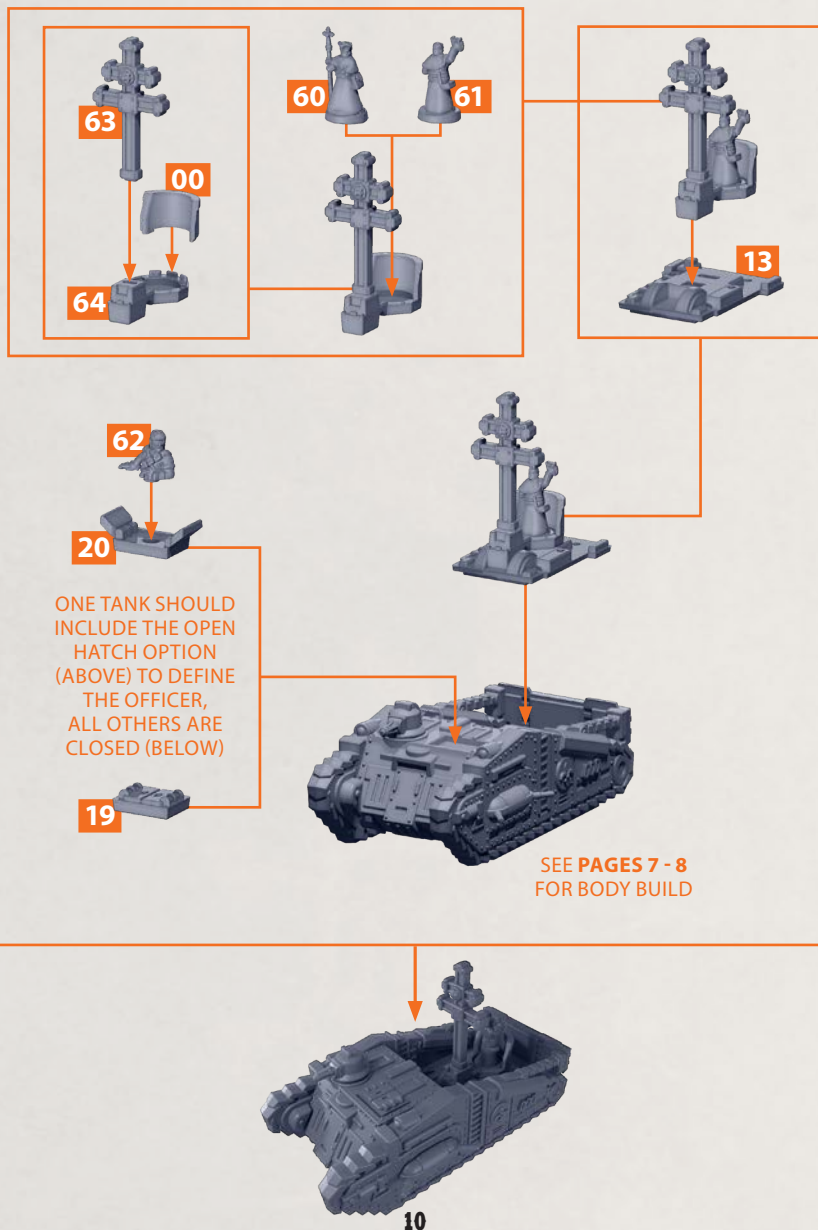 63
60
61
00
64
13
62
20
ONE TANK SHOULD
INCLUDE THE OPEN
HATCH OPTION
(ABOVE) TO DEFINE
THE OFFICER,
ALL OTHERS ARE
CLOSED (BELOW)
19
SEE PAGES 7 - 8
FOR BODY BUILD
10